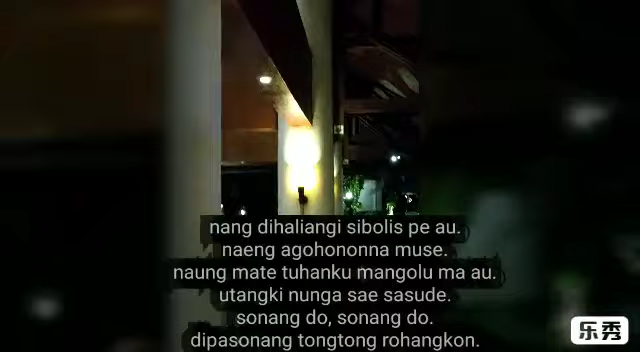 nang dihaliangi sibolis pe au.
naeng agohononna muse.
naung mate tuhanku mangolu ma au.
utangki nunga sae sasude.
sonang do, sonang do.
dipasonang tongtong rohangkon.
乐秀